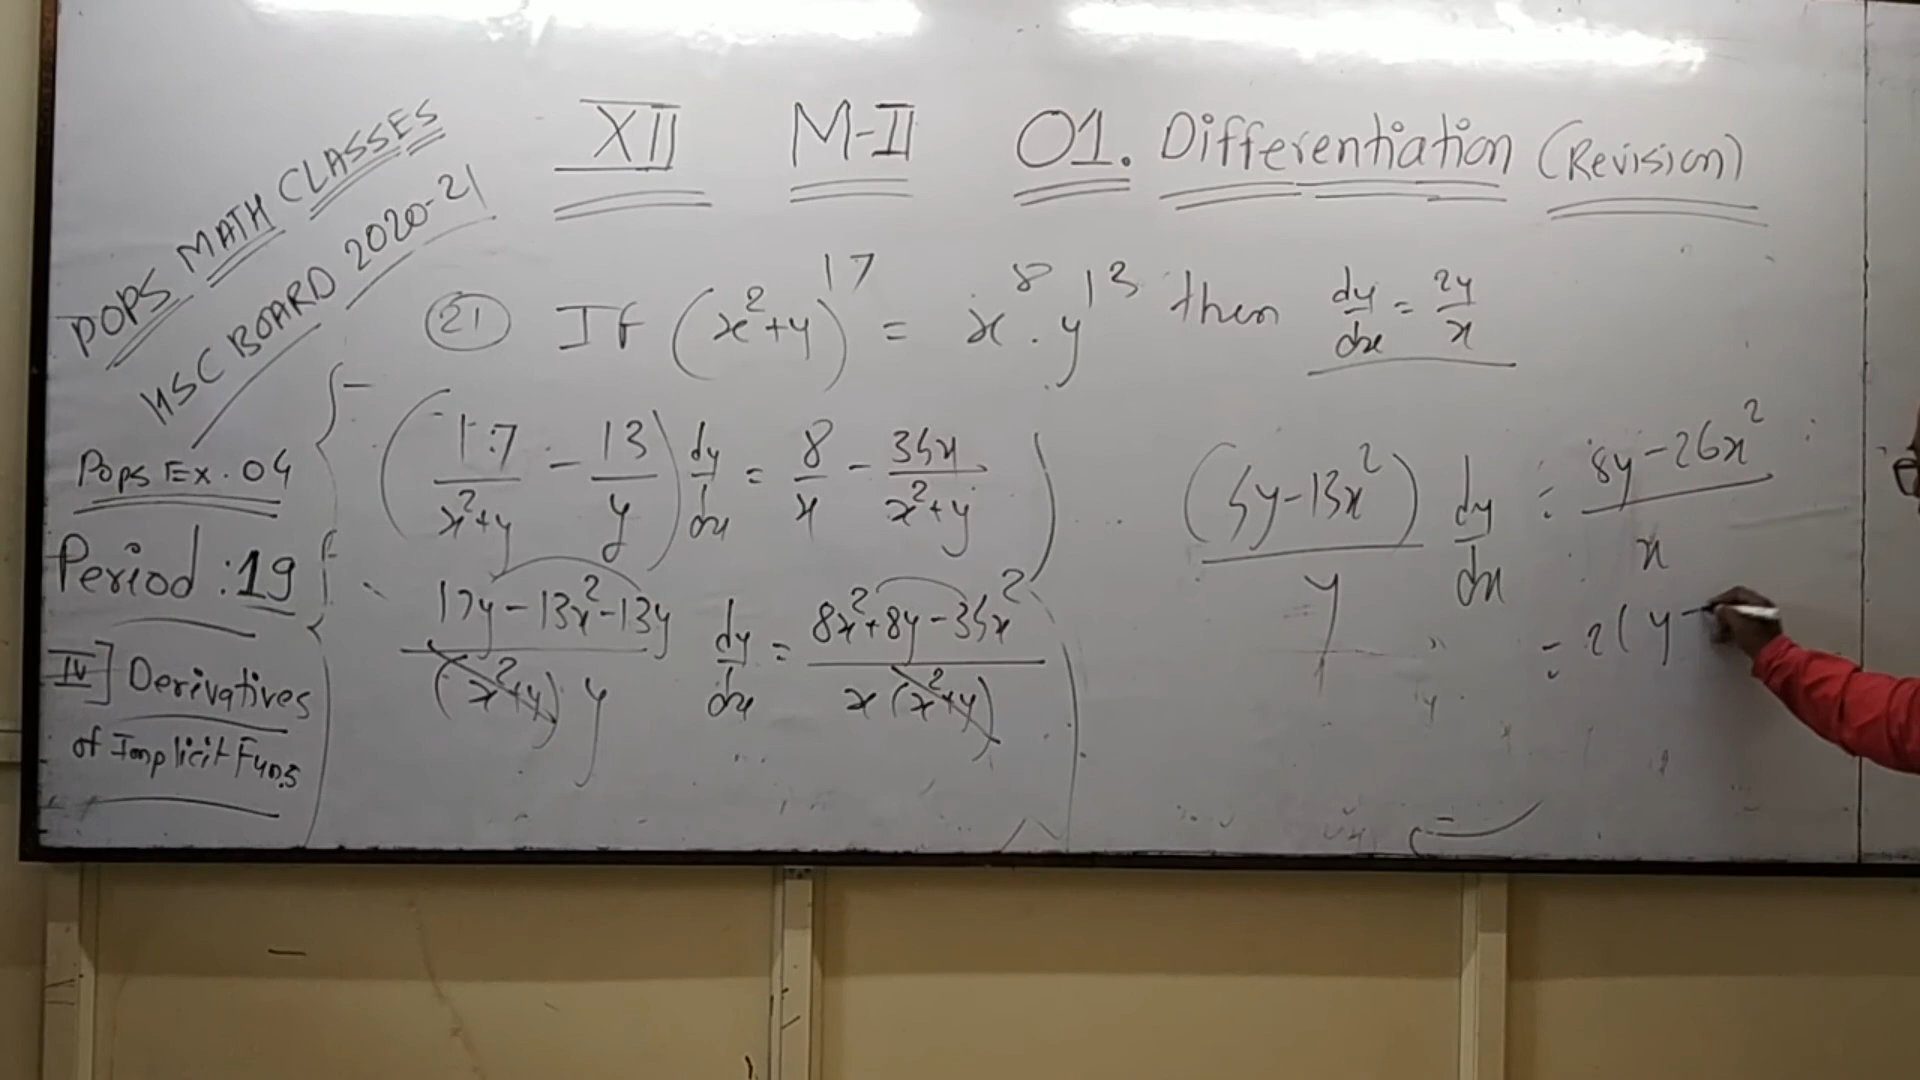 XII M-II 01. Differentiation (Revision)
POPS MATH CLASSES
HSC BOARD 2020-21
Pops Ex. 04
Period : 19
IV] Derivatives
of Implicit Funs
(21) If (x²+y)¹⁷ = x⁸ . y¹³ then dy/dx = 2y/x
(17/(x²+y) - 13/y) dy/dx = 8/x - 34x/(x²+y)
(17y-13x²-13y)/((x²+y) y) dy/dx = (8x²+8y-34x²)/(x(x²+y))
(4y-13x²)/y dy/dx = (8y-26x²)/x
= 2(y-